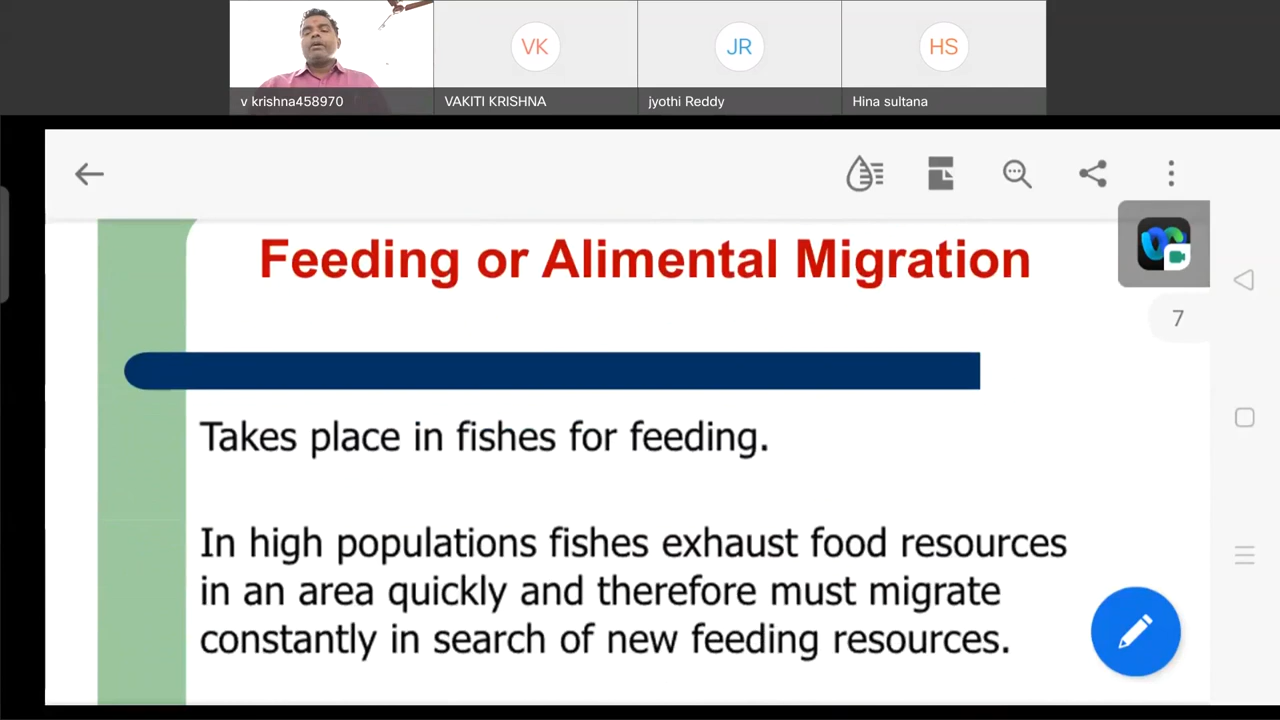 VK
JR
HS
v krishna458970
VAKITI KRISHNA
jyothi Reddy
Hina sultana
Feeding or Alimental Migration
7
Takes place in fishes for feeding.
In high populations fishes exhaust food resources
in an area quickly and therefore must migrate
constantly in search of new feeding resources.